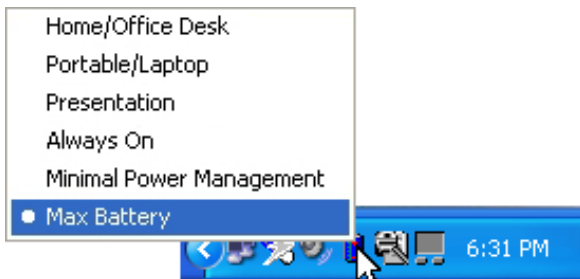 Home/Office Desk
Portable/Laptop
Presentation
Always On
Minimal Power Management
Max Battery
6:31 PM